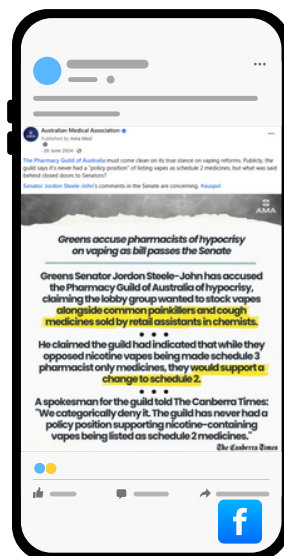 Australian Medical Association
Published by Ama Med
26 June 2024
The Pharmacy Guild of Australia must come clean on its true stance on vaping reforms. Publicly, the
guild says it's never had a "policy position" of listing vapes as schedule 2 medicines, but what was said
behind closed doors to Senators?
Senator Jordon Steele-John's comments in the Senate are concerning. #auspol
AMA
Greens accuse pharmacists of hypocrisy
on vaping as bill passes the Senate
Greens Senator Jordon Steele-John has accused
the Pharmacy Guild of Australia of hypocrisy,
claiming the lobby group wanted to stock vapes
alongside common painkillers and cough
medicines sold by retail assistants in chemists.
He claimed the guild had indicated that while they
opposed nicotine vapes being made schedule 3
pharmacist only medicines, they would support a
change to schedule 2.
A spokesman for the guild told The Canberra Times:
"We categorically deny it. The guild has never had a
policy position supporting nicotine-containing
vapes being listed as schedule 2 medicines."
The Canberra Times
f